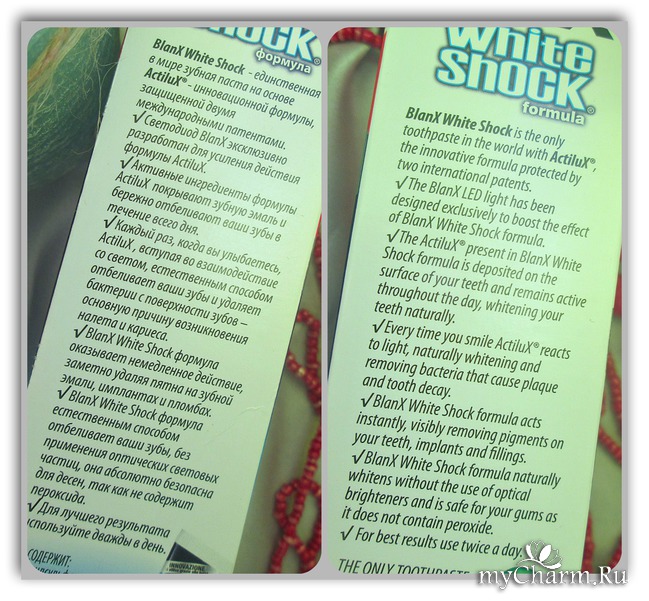 SHOCK
формула®
BlanX White Shock - единственная
в мире зубная паста на основе
ActiluX® - инновационной формулы,
защищенной двумя
международными патентами.
✓ Светодиод BlanX эксклюзивно
разработан для усиления действия
формулы ActiluX.
✓ Активные ингредиенты формулы
ActiluX покрывают зубную эмаль и
бережно отбеливают ваши зубы в
течение всего дня.
✓ Каждый раз, когда вы улыбаетесь,
ActiluX, вступая во взаимодействие
со светом, естественным способом
отбеливает ваши зубы и удаляет
бактерии с поверхности зубов –
основную причину возникновения
налета и кариеса.
✓ BlanX White Shock формула
оказывает немедленное действие,
заметно удаляя пятна на зубной
эмали, имплантах и пломбах.
✓ BlanX White Shock формула
естественным способом
отбеливает ваши зубы, без
применения оптических световых
частиц, она абсолютно безопасна
для десен, так как не содержит
пероксида.
✓ Для лучшего результата
используйте дважды в день.
СОДЕРЖИТ:
INNOVAZIONE
white
shock®
formula
BlanX White Shock is the only
toothpaste in the world with ActiluX®,
the innovative formula protected by
two international patents.
✓ The BlanX LED light has been
designed exclusively to boost the effect
of BlanX White Shock formula.
✓ The ActiluX® present in BlanX White
Shock formula is deposited on the
surface of your teeth and remains active
throughout the day, whitening your
teeth naturally.
✓ Every time you smile ActiluX® reacts
to light, naturally whitening and
removing bacteria that cause plaque
and tooth decay.
✓ BlanX White Shock formula acts
instantly, visibly removing pigments on
your teeth, implants and fillings.
✓ BlanX White Shock formula naturally
whitens without the use of optical
brighteners and is safe for your gums as
it does not contain peroxide.
✓ For best results use twice a day.
THE ONLY TOOTHPASTE
myCharm.Ru